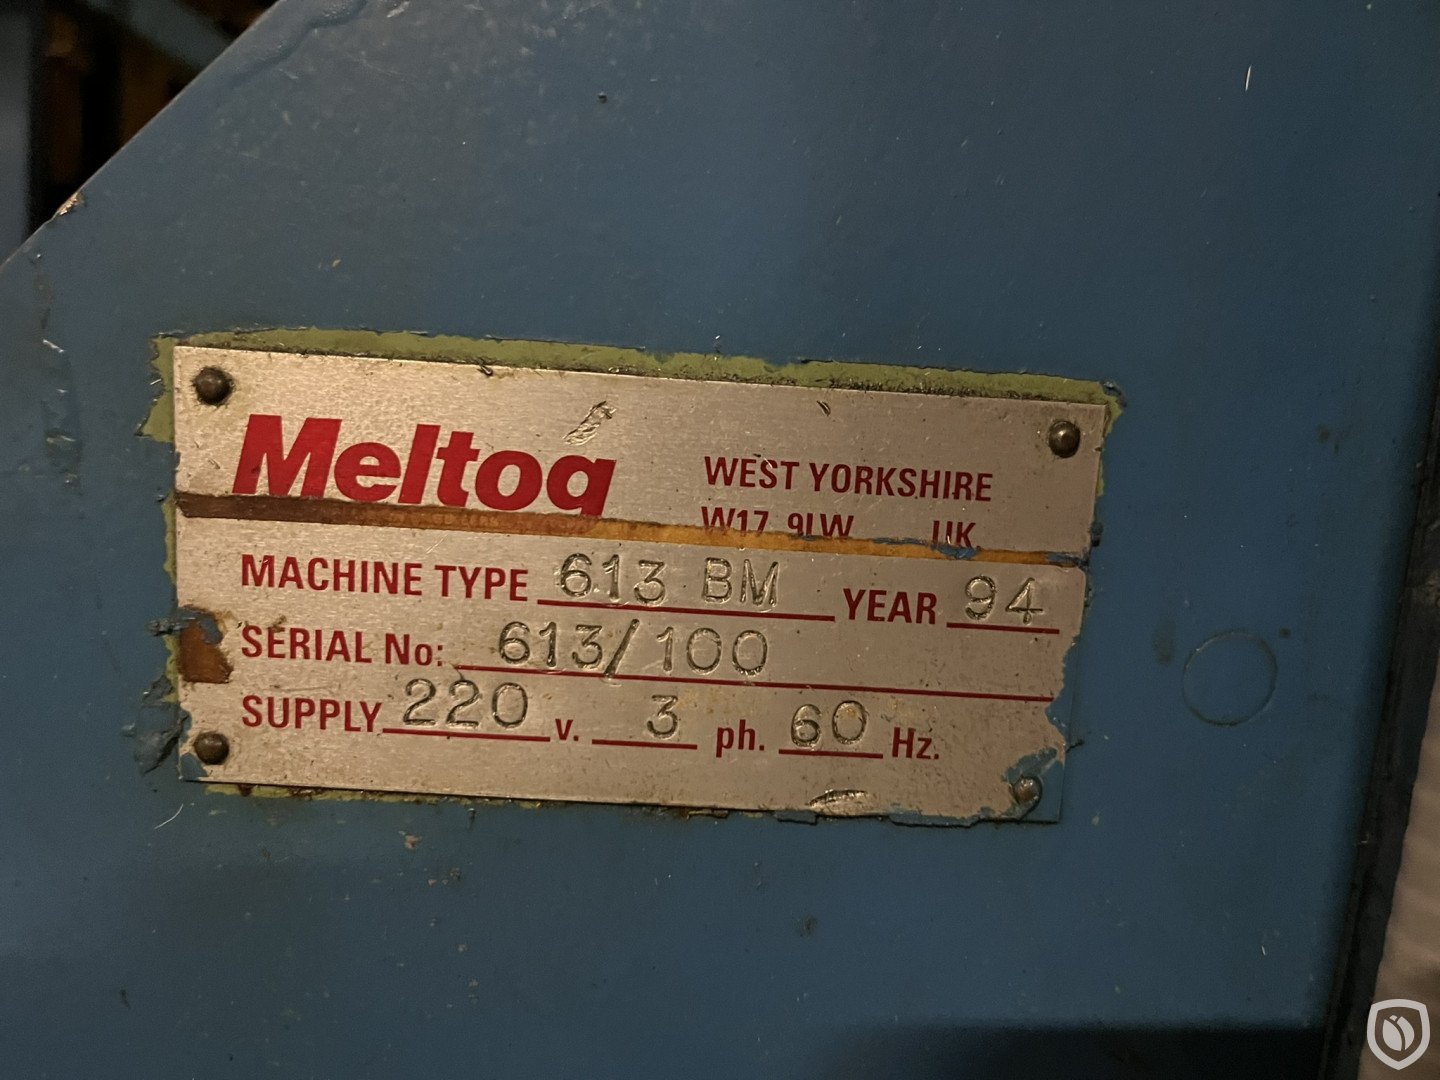 Meltog
WEST YORKSHIRE
W17 9LW UK
MACHINE TYPE 613 BM YEAR 94
SERIAL No: 613/100
SUPPLY 220 v. 3 ph. 60 Hz.